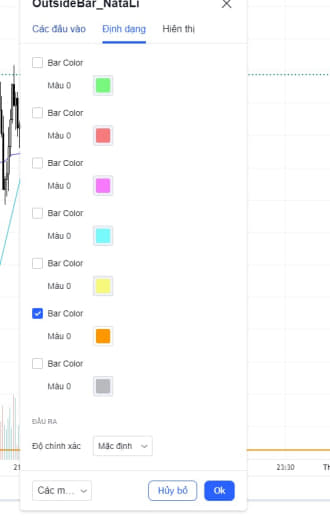 OutsideBar_NataLi
Các đầu vào Định dạng Hiển thị
Bar Color
Màu 0
Bar Color
Màu 0
Bar Color
Màu 0
Bar Color
Màu 0
Bar Color
Màu 0
Bar Color
Màu 0
Bar Color
Màu 0
ĐẦU RA
Độ chính xác Mặc định
23:30
Các m... Hủy bỏ Ok